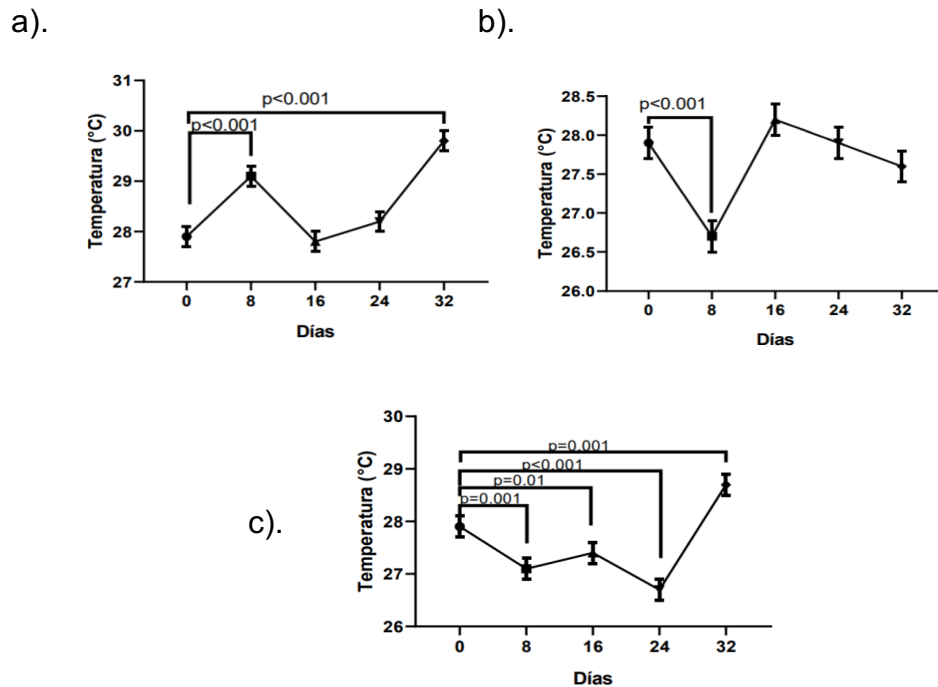 a).
31
30
29
28
27
Temperatura (°C)
p<0.001
p<0.001
0 8 16 24 32
Días
b).
28.5
28.0
27.5
27.0
26.5
26.0
Temperatura (°C)
p<0.001
0 8 16 24 32
Días
c).
30
29
28
27
26
Temperatura (°C)
p=0.001
p<0.001
p=0.01
p=0.001
0 8 16 24 32
Días